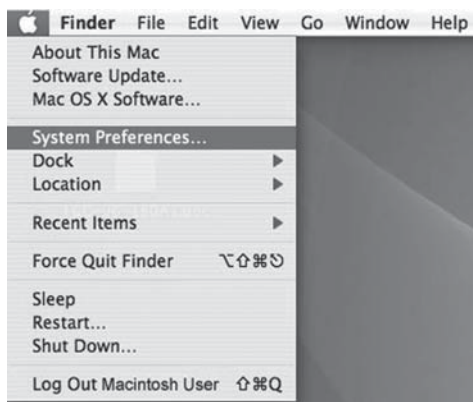 Finder File Edit View Go Window Help
About This Mac
Software Update...
Mac OS X Software...
System Preferences...
Dock
Location
Recent Items
Force Quit Finder ⌥⇧⌘⎋
Sleep
Restart...
Shut Down...
Log Out Macintosh User ⇧⌘Q